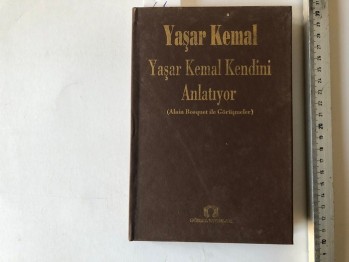 Yaşar Kemal
Yaşar Kemal Kendini
Anlatıyor
(Alain Bosquet ile Görüşmeler)